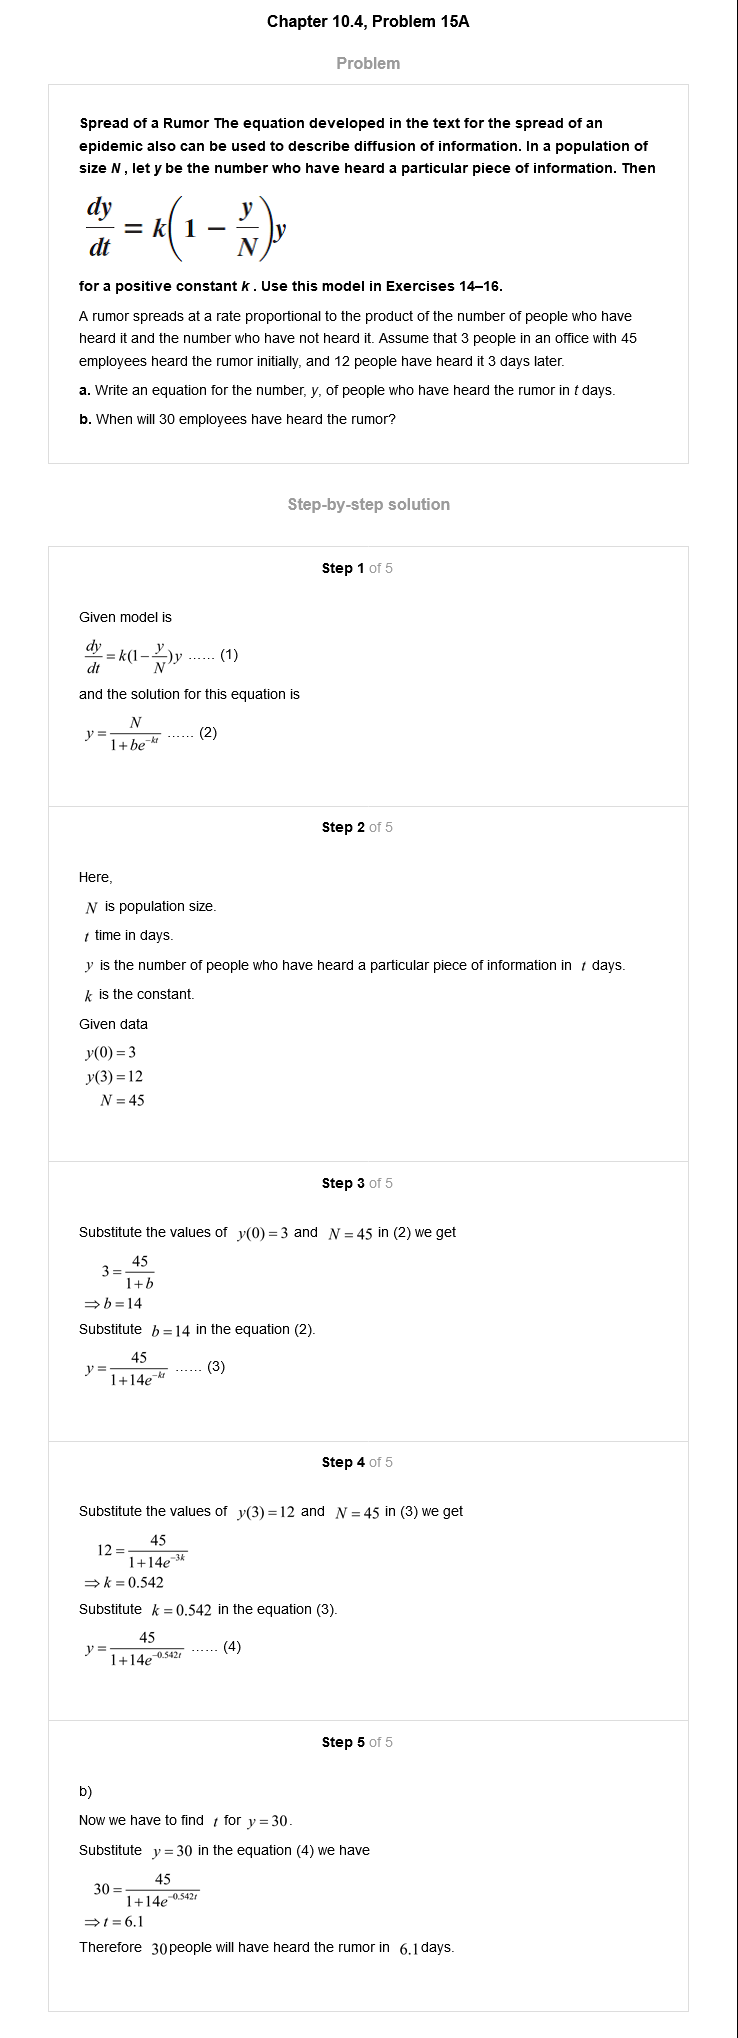 Chapter 10.4, Problem 15A
Problem
Spread of a Rumor The equation developed in the text for the spread of an
epidemic also can be used to describe diffusion of information. In a population of
size N , let y be the number who have heard a particular piece of information. Then
dy/dt = k(1 − y/N)y
for a positive constant k . Use this model in Exercises 14–16.
A rumor spreads at a rate proportional to the product of the number of people who have
heard it and the number who have not heard it. Assume that 3 people in an office with 45
employees heard the rumor initially, and 12 people have heard it 3 days later.
a. Write an equation for the number, y, of people who have heard the rumor in t days.
b. When will 30 employees have heard the rumor?
Step-by-step solution
Step 1 of 5
Given model is
dy/dt = k(1−y/N)y ...... (1)
and the solution for this equation is
y = N/(1+be^(−kt)) ...... (2)
Step 2 of 5
Here,
N is population size.
t time in days.
y is the number of people who have heard a particular piece of information in t days.
k is the constant.
Given data
y(0) = 3
y(3) = 12
N = 45
Step 3 of 5
Substitute the values of y(0) = 3 and N = 45 in (2) we get
3 = 45/(1+b)
⇒ b = 14
Substitute b = 14 in the equation (2).
y = 45/(1+14e^(−kt)) ...... (3)
Step 4 of 5
Substitute the values of y(3) = 12 and N = 45 in (3) we get
12 = 45/(1+14e^(−3k))
⇒ k = 0.542
Substitute k = 0.542 in the equation (3).
y = 45/(1+14e^(−0.542t)) ...... (4)
Step 5 of 5
b)
Now we have to find t for y = 30.
Substitute y = 30 in the equation (4) we have
30 = 45/(1+14e^(−0.542t))
⇒ t = 6.1
Therefore 30 people will have heard the rumor in 6.1 days.